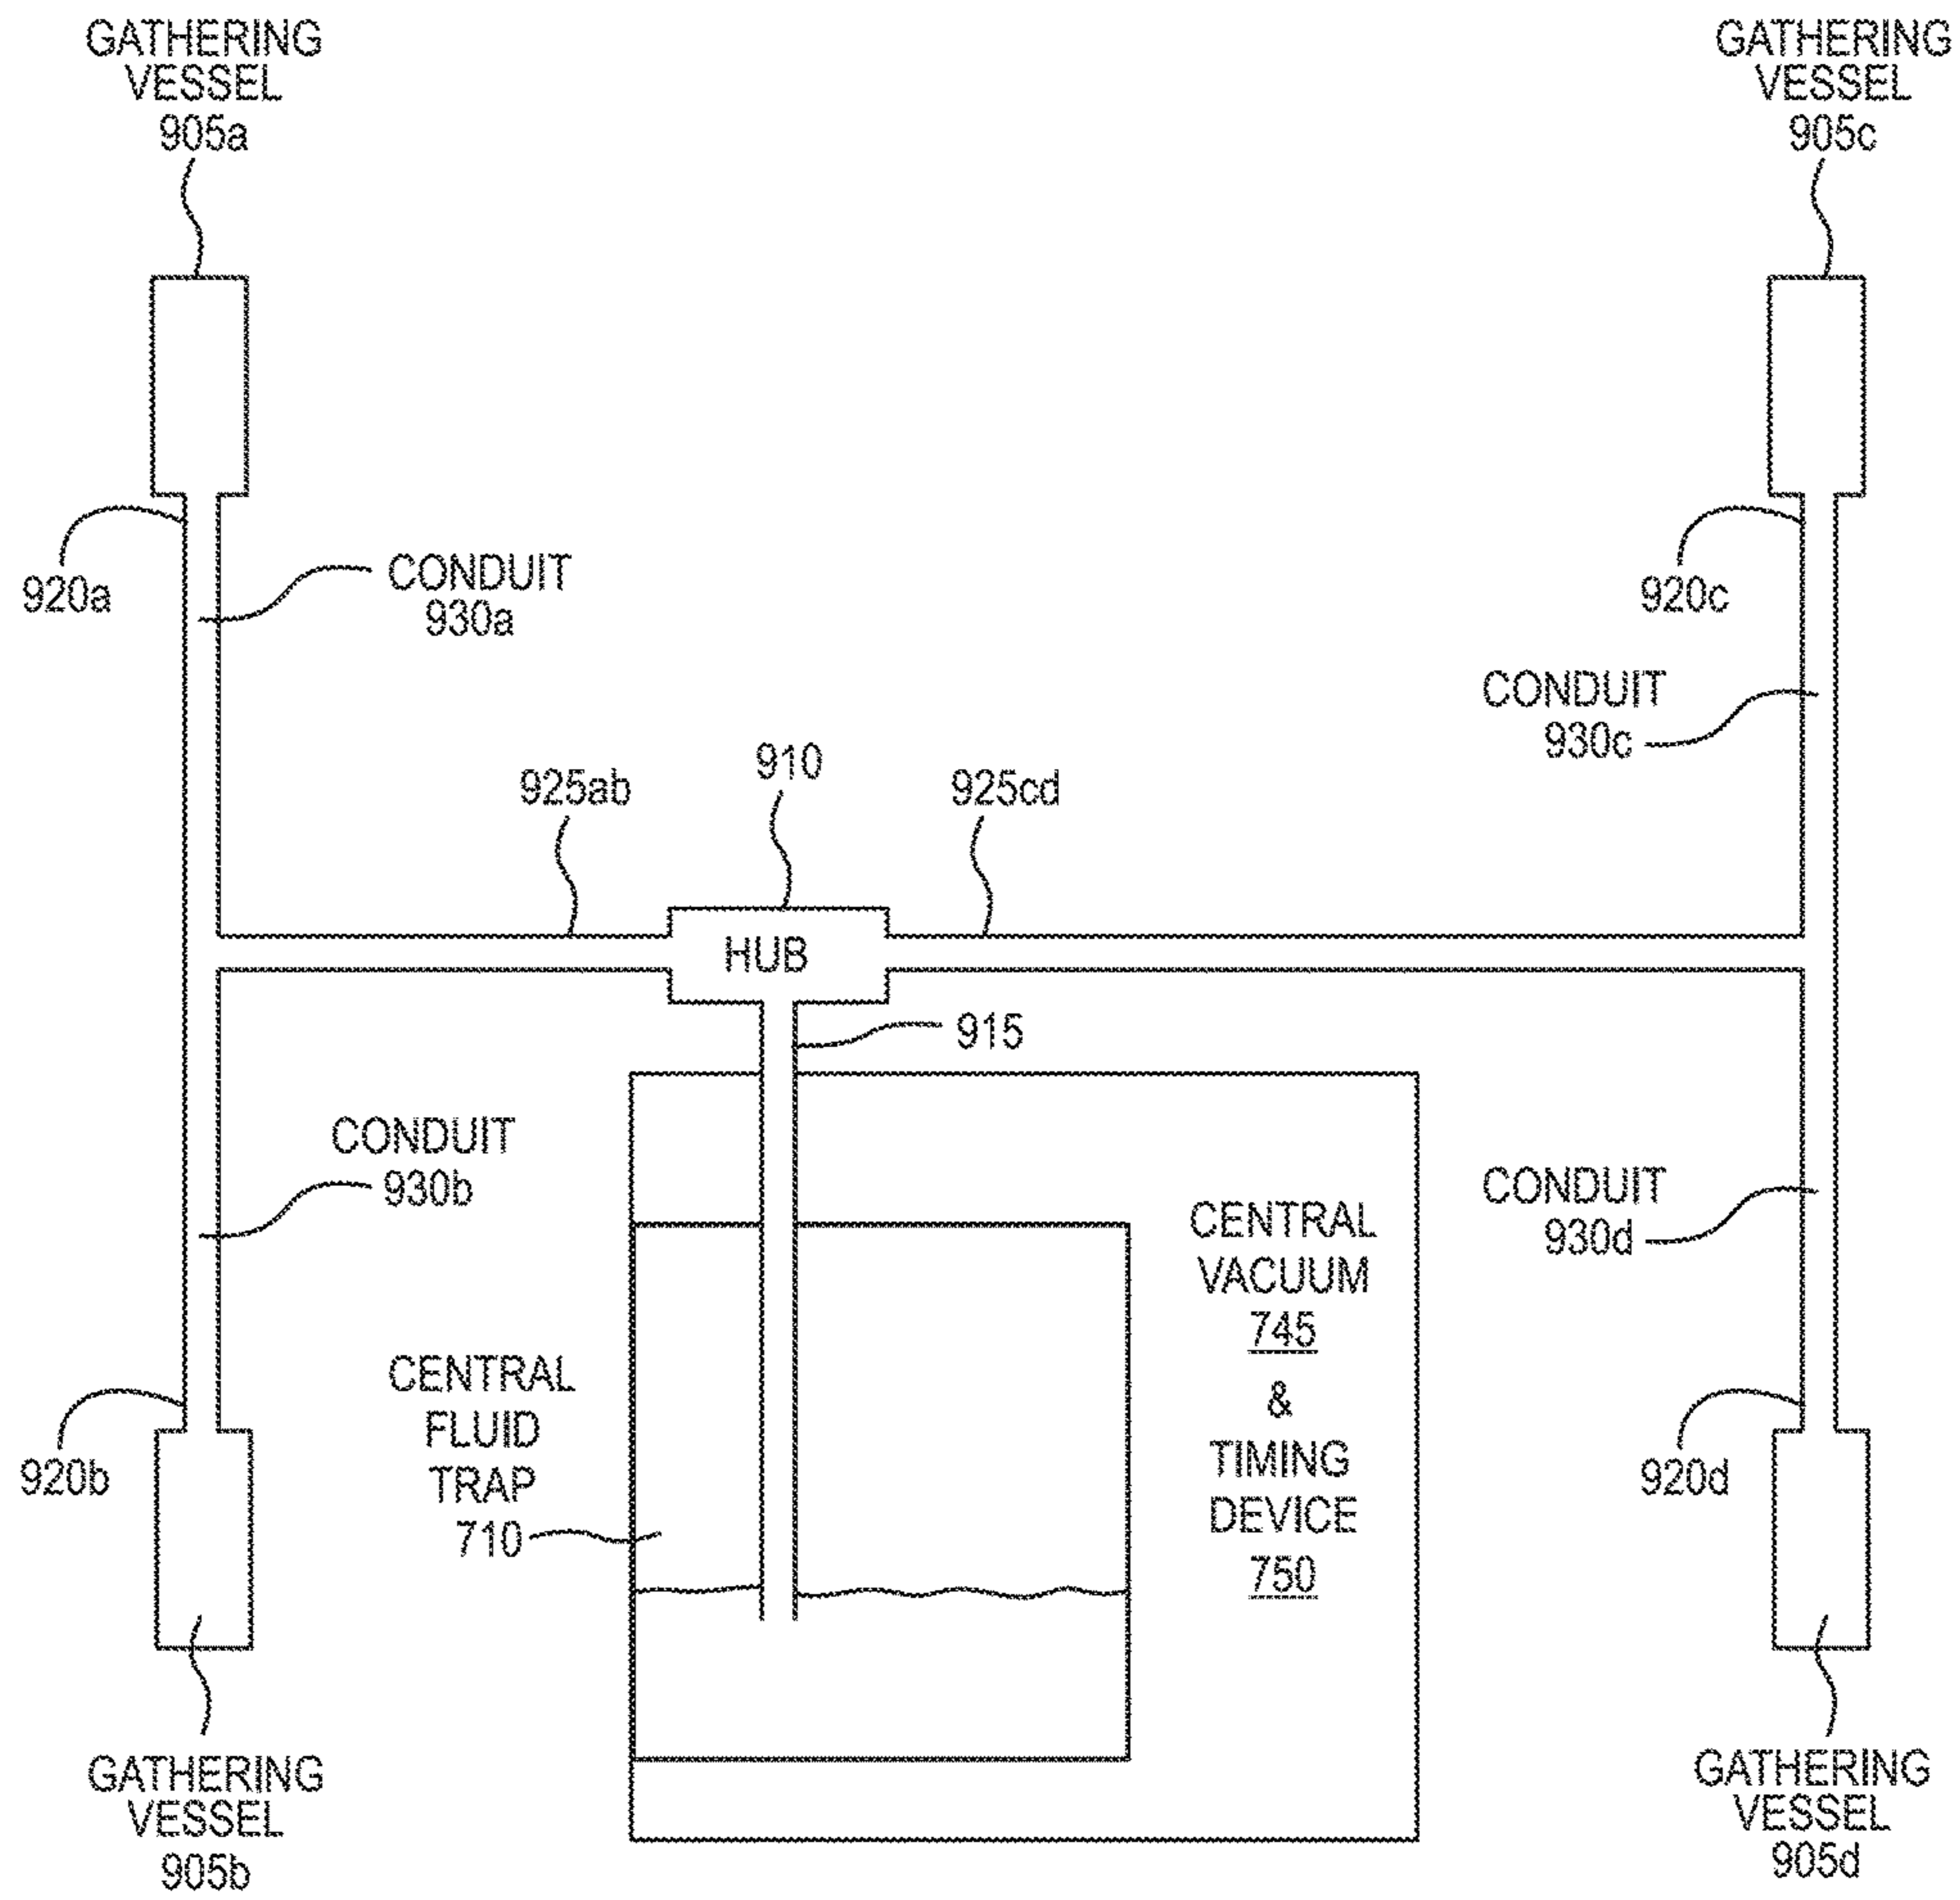 GATHERING
VESSEL
905a
GATHERING
VESSEL
905c
920a
CONDUIT
930a
920c
CONDUIT
930c
925ab
910
925cd
HUB
915
CONDUIT
930b
CONDUIT
930d
CENTRAL
VACUUM
745
&
TIMING
DEVICE
750
CENTRAL
FLUID
TRAP
710
920b
920d
GATHERING
VESSEL
905b
GATHERING
VESSEL
905d